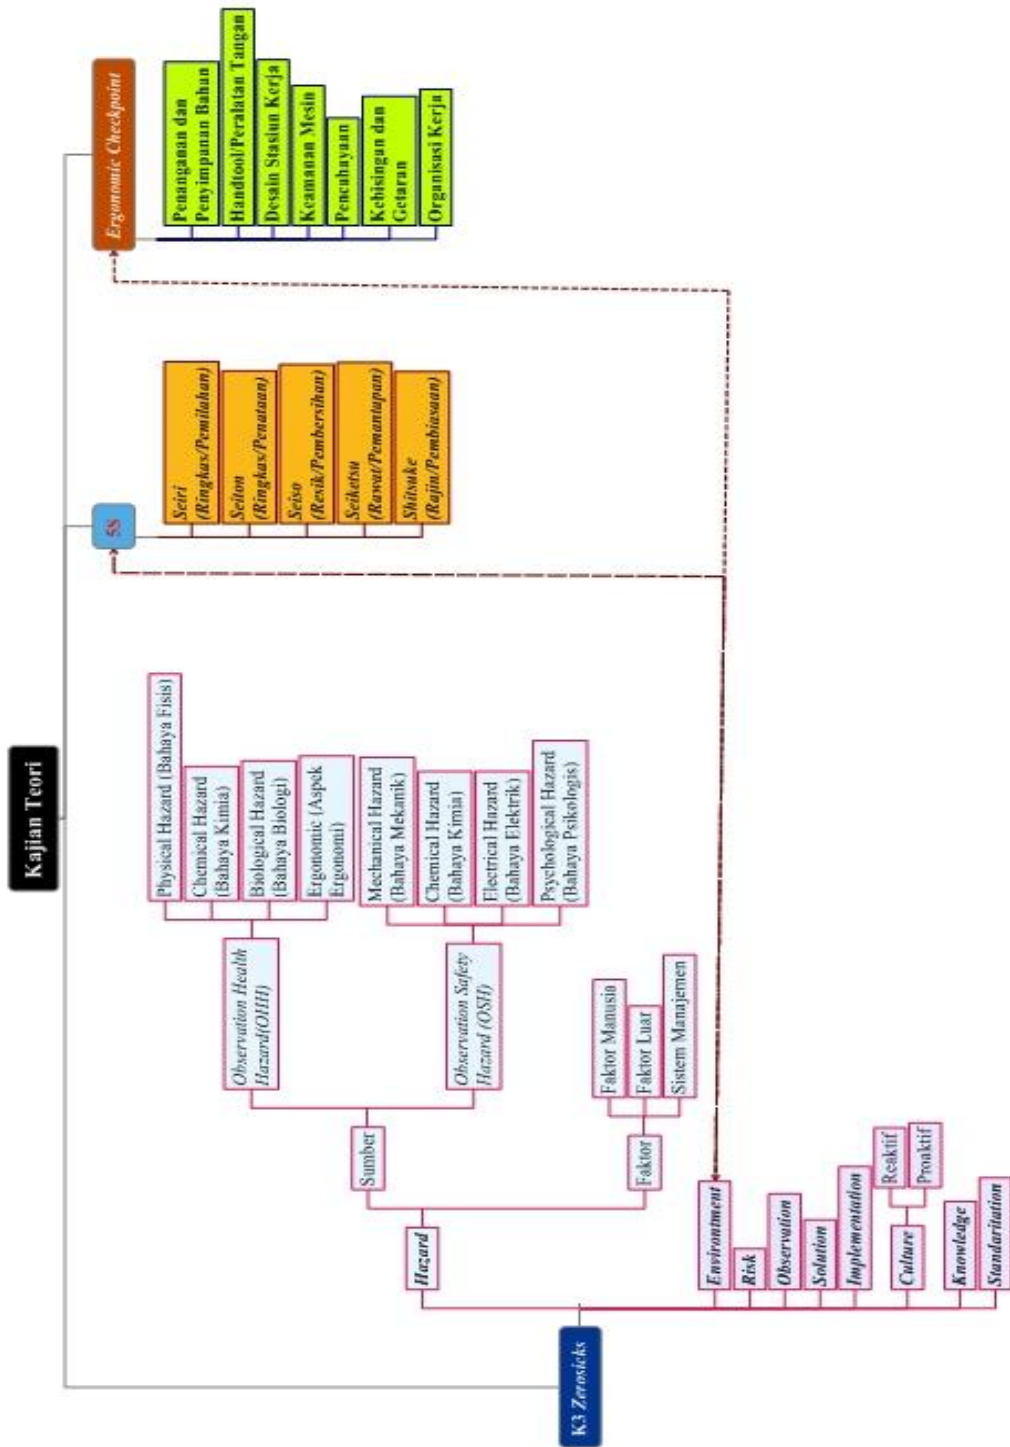 Kajian Teori
K3 Zerosicks
Hazard
Sumber
Observation Health
Hazard(OHH)
Physical Hazard (Bahaya Fisis)
Chemical Hazard
(Bahaya Kimia)
Biological Hazard
(Bahaya Biologi)
Ergonomic (Aspek
Ergonomi)
Observation Safety
Hazard (OSH)
Mechanical Hazard
(Bahaya Mekanik)
Chemical Hazard
(Bahaya Kimia)
Electrical Hazard
(Bahaya Elektrik)
Psychological Hazard
(Bahaya Psikologis)
Faktor
Faktor Manusia
Faktor Luar
Sistem Manajemen
Environtment
Risk
Observation
Solution
Implementation
Culture
Reaktif
Proaktif
Knowledge
Standaritation
5S
Seiri
(Ringkas/Pemilahan)
Seiton
(Ringkas/Penataan)
Seiso
(Resik/Pembersihan)
Seiketsu
(Rawat/Pemantapan)
Shitsuke
(Rajin/Pembiasaan)
Ergonomic Checkpoint
Penanganan dan
Penyimpanan Bahan
Handtool/Peralatan Tangan
Desain Stasiun Kerja
Keamanan Mesin
Pencahayaan
Kebisingan dan
Getaran
Organisasi Kerja